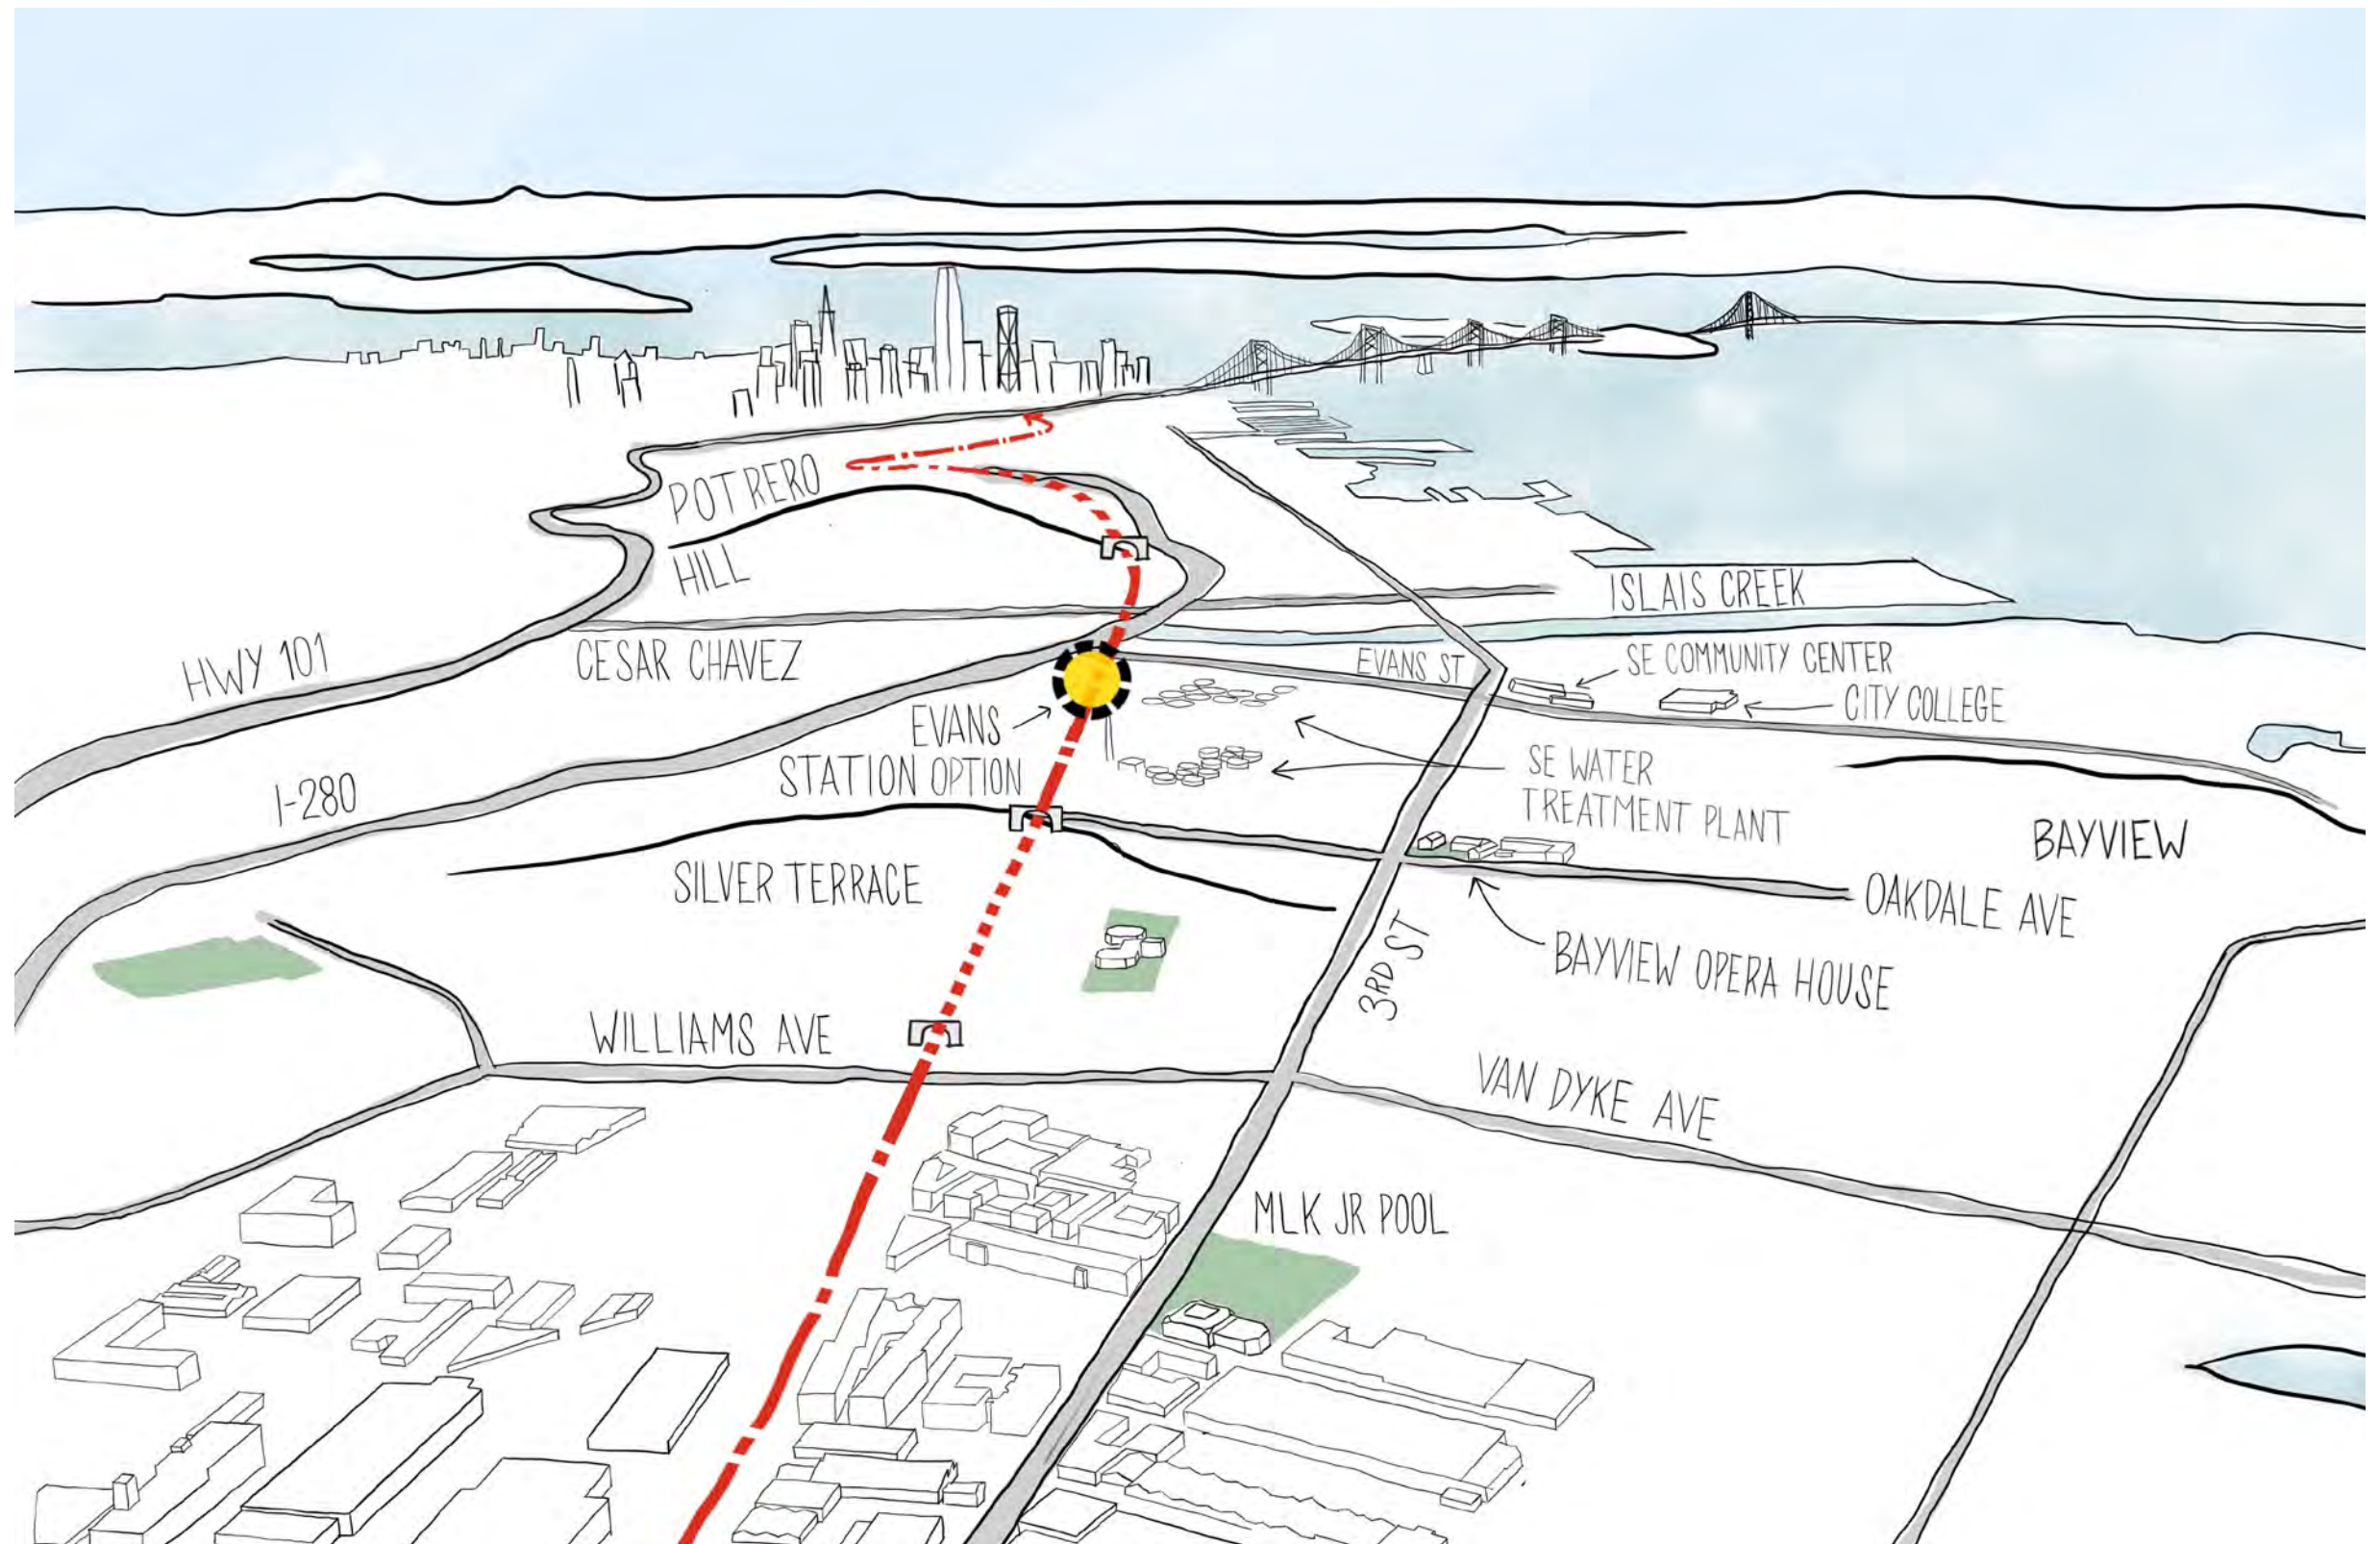 POTRERO
HILL
ISLAIS CREEK
HWY 101
CESAR CHAVEZ
EVANS ST
SE COMMUNITY CENTER
CITY COLLEGE
EVANS
STATION OPTION
I-280
SE WATER
TREATMENT PLANT
BAYVIEW
SILVER TERRACE
OAKDALE AVE
3RD ST
BAYVIEW OPERA HOUSE
WILLIAMS AVE
VAN DYKE AVE
MLK JR POOL